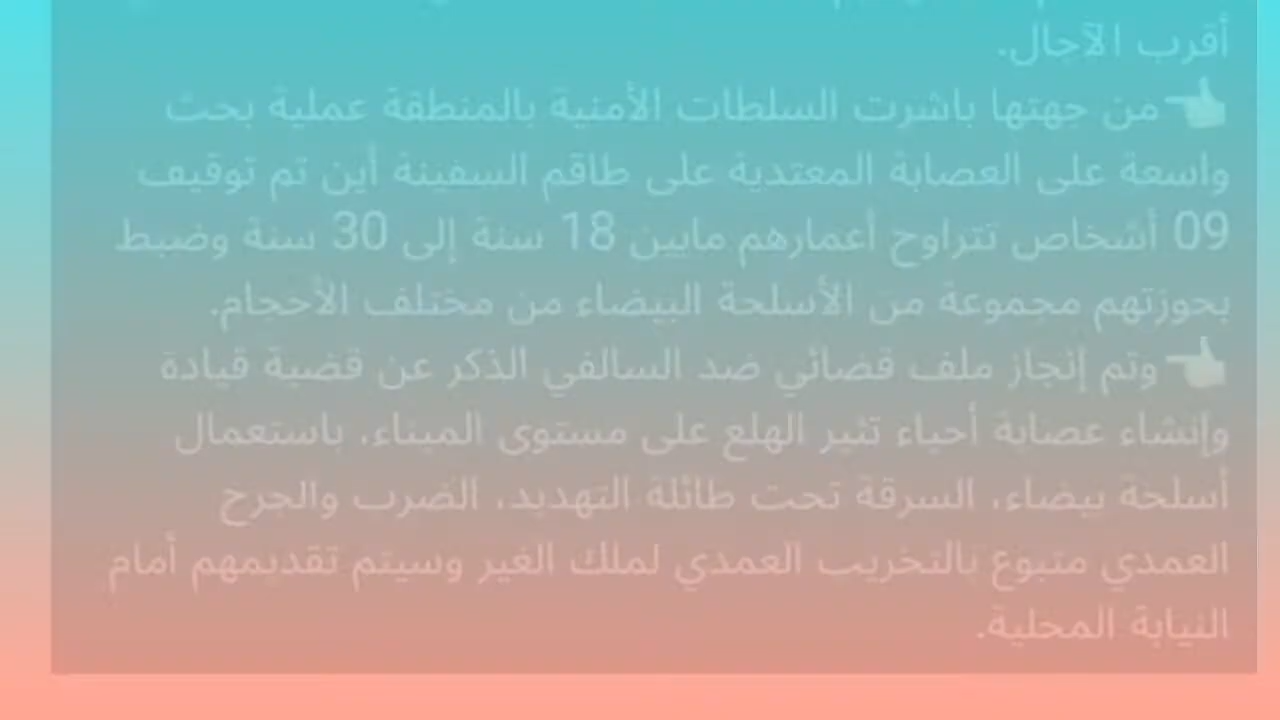 أقرب الآجال.
👈من جهتها باشرت السلطات الأمنية بالمنطقة عملية بحث
واسعة على العصابة المعتدية على طاقم السفينة أين تم توقيف
09 أشخاص تتراوح أعمارهم مابين 18 سنة إلى 30 سنة وضبط
بحوزتهم مجموعة من الأسلحة البيضاء من مختلف الأحجام.
👈وتم إنجاز ملف قضائي ضد السالفي الذكر عن قضية قيادة
وإنشاء عصابة أحياء تثير الهلع على مستوى الميناء، باستعمال
أسلحة بيضاء، السرقة تحت طائلة التهديد، الضرب والجرح
العمدي متبوع بالتخريب العمدي لملك الغير وسيتم تقديمهم أمام
النيابة المحلية.